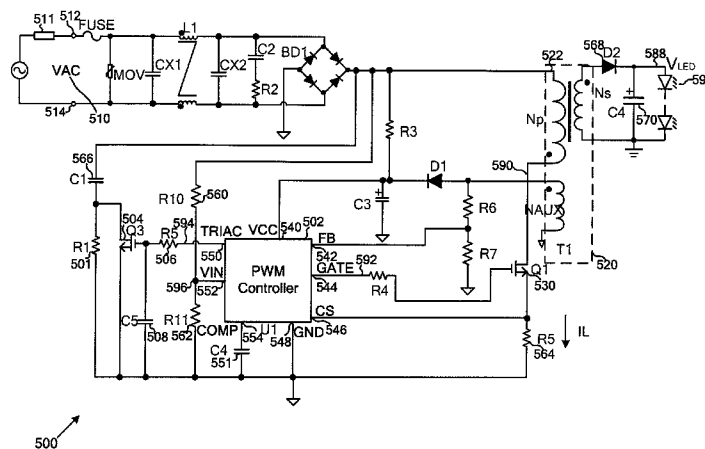 511
512
FUSE
L1
C2
BD1
522
568
D2
588
VLED
59
MOV
CX1
CX2
R2
VAC
514
510
Np
Ns
C4
570
R3
566
C1
R10
560
D1
590
NAUX
T1
520
C3
R6
R7
504
Q3
594
R5
506
TRIAC
550
VCC
540
502
FB
542
GATE
544
592
R4
Q1
530
R1
501
596
VIN
552
PWM
Controller
CS
546
C5
508
R11
562
COMP
554
U1
548
GND
C4
551
R5
564
IL
500